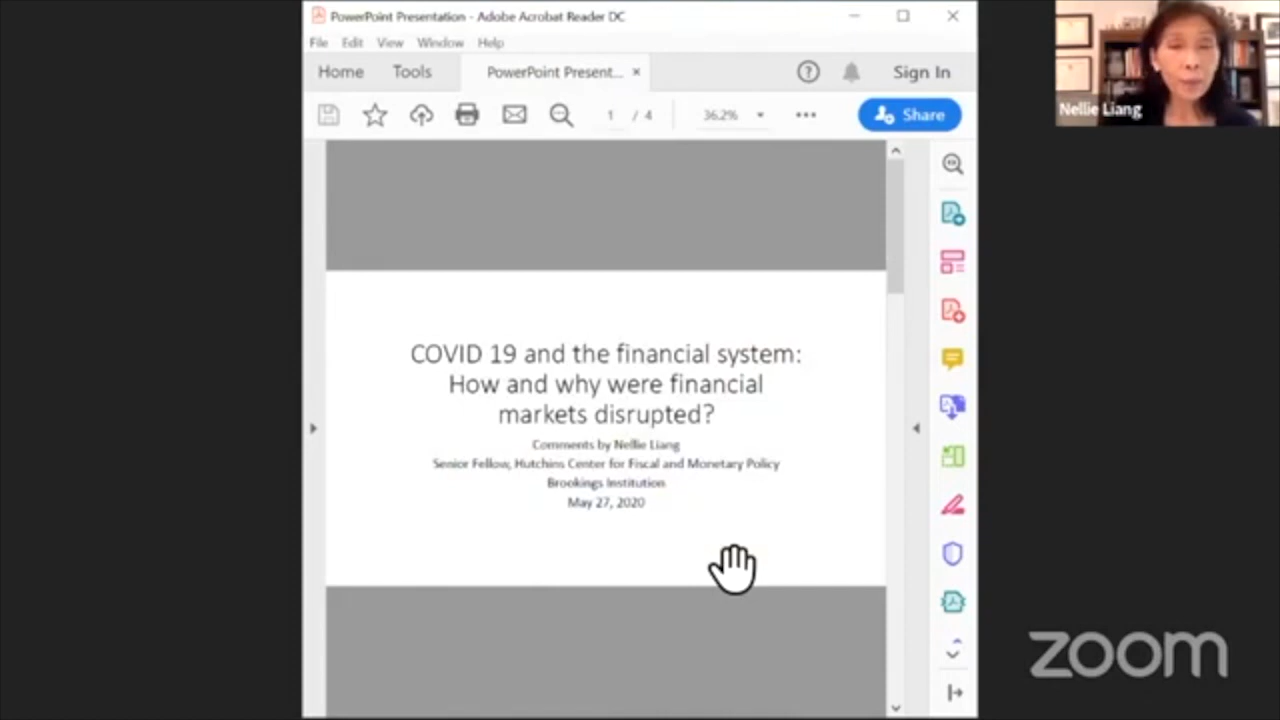 PowerPoint Presentation - Adobe Acrobat Reader DC
File Edit View Window Help
Home Tools PowerPoint Present... × Sign In
1 / 4 36.2% Share
Nellie Liang
COVID 19 and the financial system:
How and why were financial
markets disrupted?
Comments by Nellie Liang
Senior Fellow, Hutchins Center for Fiscal and Monetary Policy
Brookings Institution
May 27, 2020
zoom